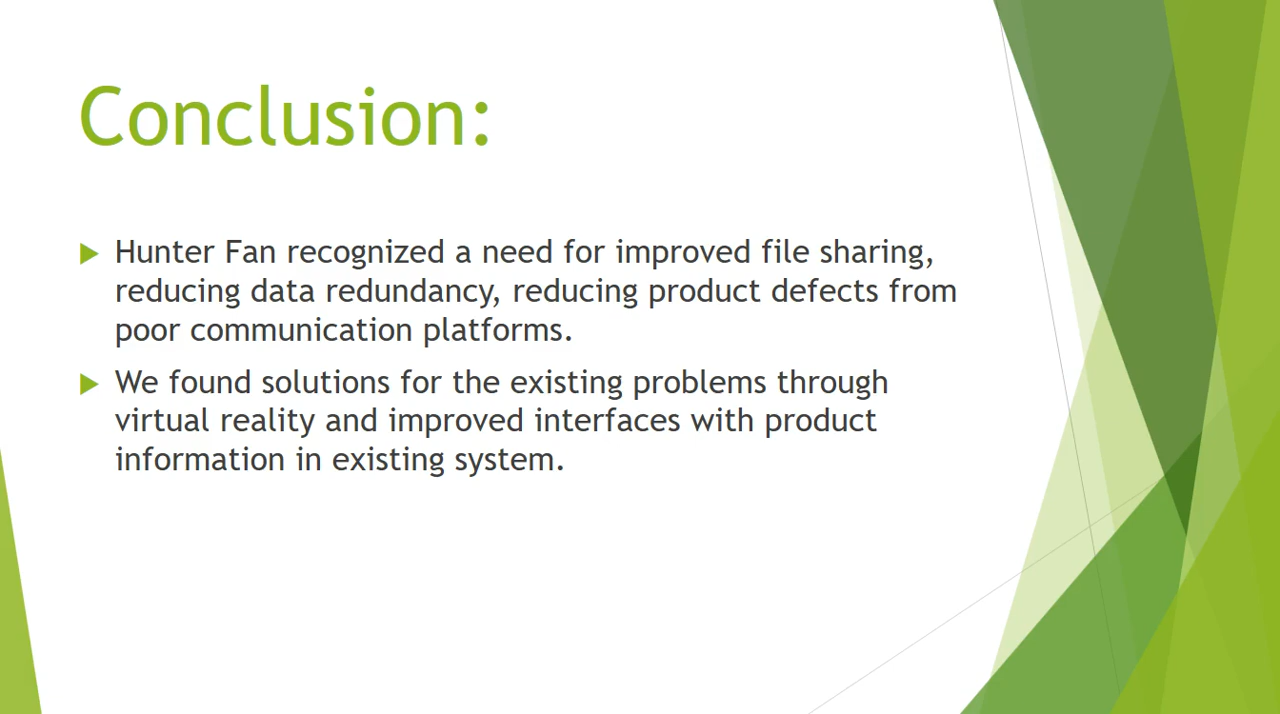 Conclusion:
Hunter Fan recognized a need for improved file sharing,
reducing data redundancy, reducing product defects from
poor communication platforms.
We found solutions for the existing problems through
virtual reality and improved interfaces with product
information in existing system.